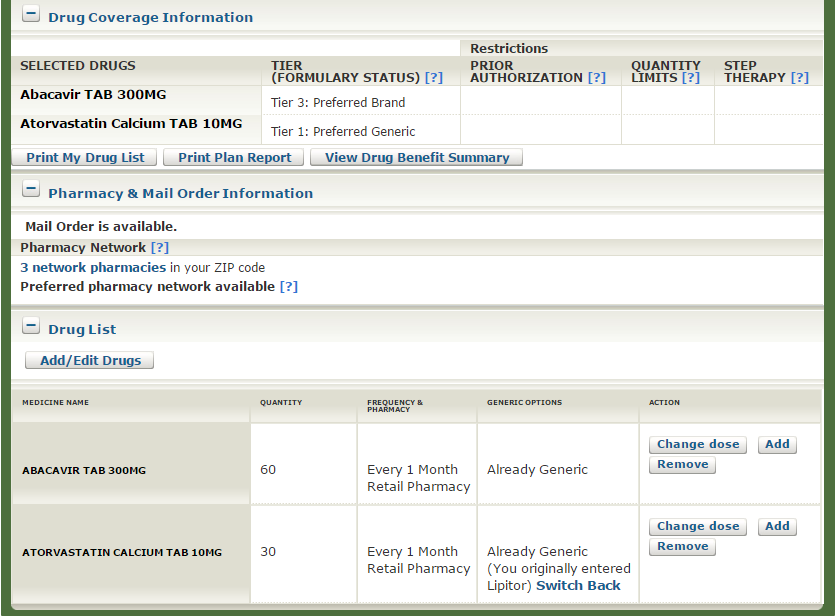 Drug Coverage Information
Restrictions
SELECTED DRUGS TIER (FORMULARY STATUS) [?] PRIOR AUTHORIZATION [?] QUANTITY LIMITS [?] STEP THERAPY [?]
Abacavir TAB 300MG Tier 3: Preferred Brand
Atorvastatin Calcium TAB 10MG Tier 1: Preferred Generic
Print My Drug List Print Plan Report View Drug Benefit Summary
Pharmacy & Mail Order Information
Mail Order is available.
Pharmacy Network [?]
3 network pharmacies in your ZIP code
Preferred pharmacy network available [?]
Drug List
Add/Edit Drugs
MEDICINE NAME QUANTITY FREQUENCY & PHARMACY GENERIC OPTIONS ACTION
Change dose Add
Remove
ABACAVIR TAB 300MG 60 Every 1 Month Already Generic
Retail Pharmacy
Change dose Add
Remove
ATORVASTATIN CALCIUM TAB 10MG 30 Every 1 Month Already Generic
Retail Pharmacy (You originally entered
Lipitor) Switch Back